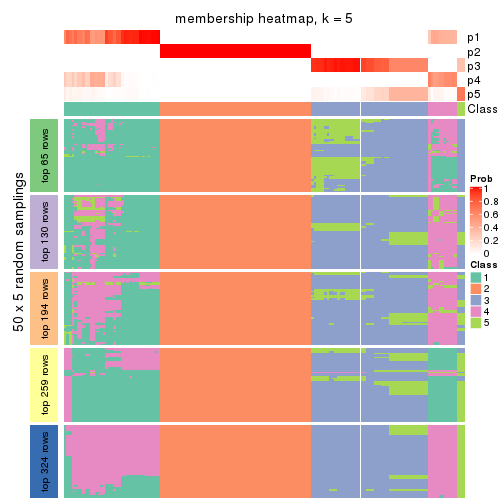 membership heatmap, k = 5
p1
p2
p3
p4
p5
Class
50 x 5 random samplings
top 65 rows
top 130 rows
top 194 rows
top 259 rows
top 324 rows
Prob
1
0.8
0.6
0.4
0.2
0
Class
1
2
3
4
5